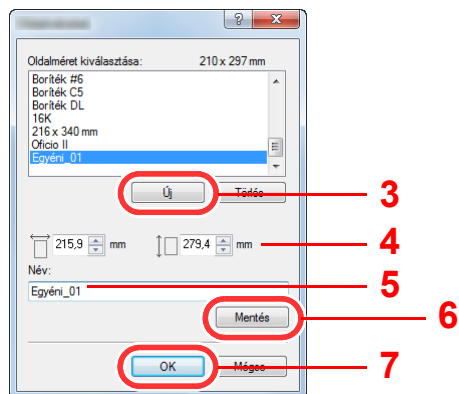 Oldalméret kiválasztása: 210 x 297 mm
Boríték #6
Boríték C5
Boríték DL
16K
216 x 340 mm
Oficio II
Egyéni_01
Új Törlés 3
215,9 mm 279,4 mm 4
Név:
Egyéni_01 5
Mentés 6
OK Mégse 7